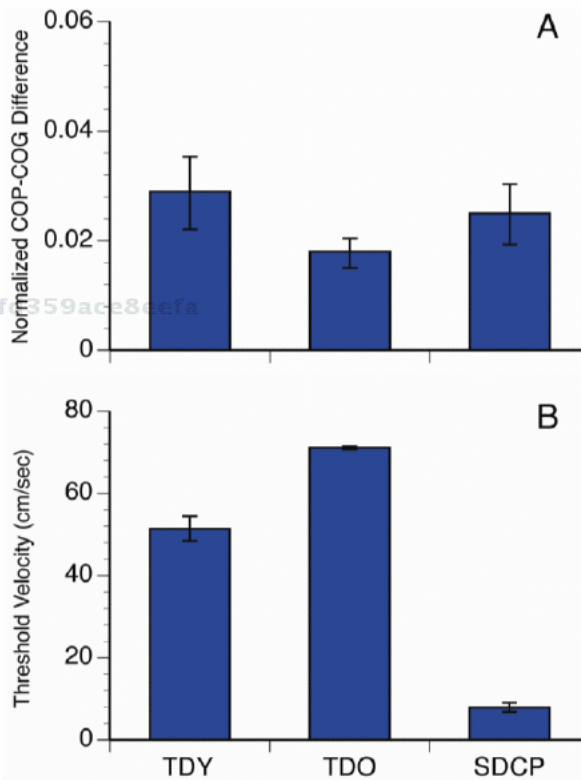 A
Normalized COP-COG Difference
0.06
0.04
0.02
0
B
Threshold Velocity (cm/sec)
80
60
40
20
0
TDY
TDO
SDCP